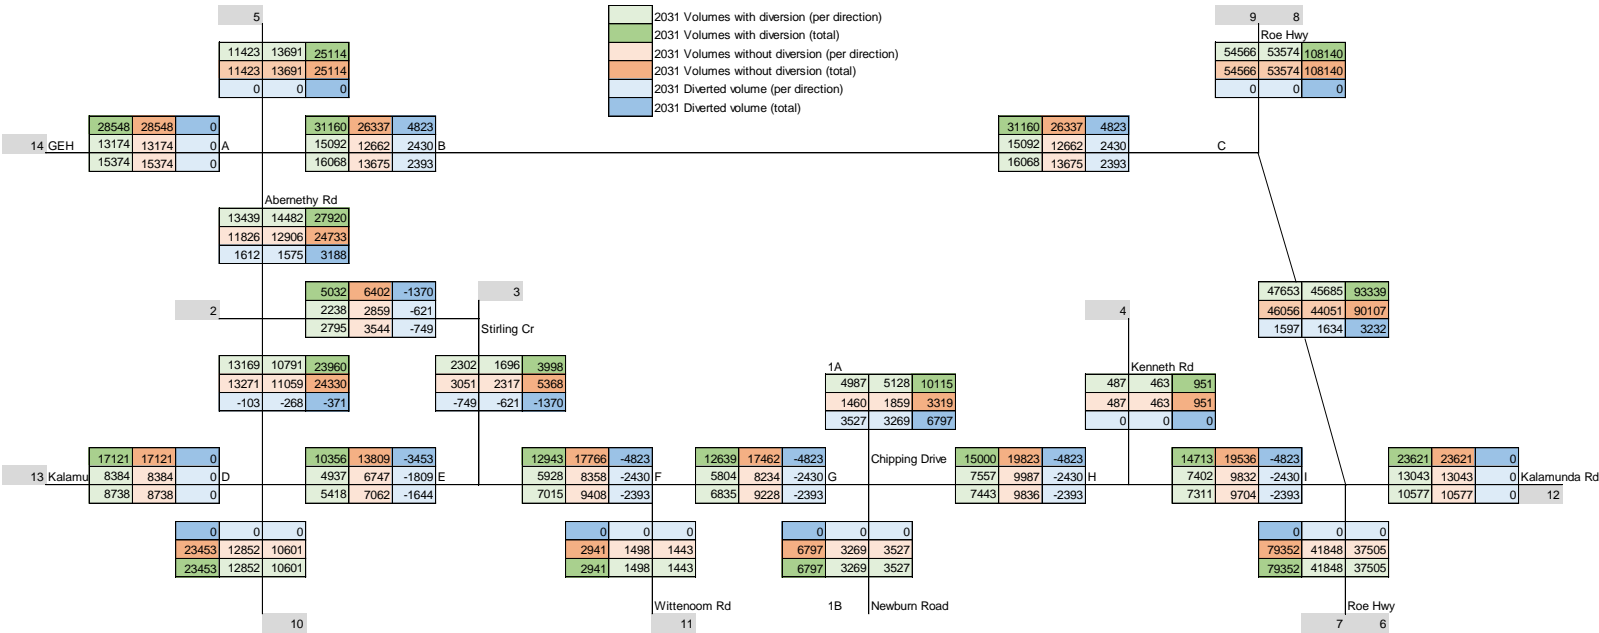 5
2031 Volumes with diversion (per direction)
2031 Volumes with diversion (total)
2031 Volumes without diversion (per direction)
2031 Volumes without diversion (total)
2031 Diverted volume (per direction)
2031 Diverted volume (total)
9 8
Roe Hwy
11423 13691 25114
11423 13691 25114
0 0 0
54566 53574 108140
54566 53574 108140
0 0 0
14 GEH
28548 28548 0
13174 13174 0 A
15374 15374 0
31160 26337 4823
15092 12662 2430 B
16068 13675 2393
31160 26337 4823
15092 12662 2430
16068 13675 2393
C
Abernethy Rd
13439 14482 27920
11826 12906 24733
1612 1575 3188
2
5032 6402 -1370
2238 2859 -621
2795 3544 -749
3
Stirling Cr
4
Kenneth Rd
47653 45685 93339
46056 44051 90107
1597 1634 3232
13169 10791 23960
13271 11059 24330
-103 -268 -371
2302 1696 3998
3051 2317 5368
-749 -621 -1370
1A
4987 5128 10115
1460 1859 3319
3527 3269 6797
487 463 951
487 463 951
0 0 0
13 Kalamu
17121 17121 0
8384 8384 0 D
8738 8738 0
10356 13809 -3453
4937 6747 -1809 E
5418 7062 -1644
12943 17766 -4823
5928 8358 -2430 F
7015 9408 -2393
12639 17462 -4823
5804 8234 -2430 G
6835 9228 -2393
Chipping Drive
15000 19823 -4823
7557 9987 -2430 H
7443 9836 -2393
14713 19536 -4823
7402 9832 -2430 I
7311 9704 -2393
23621 23621 0
13043 13043 0 Kalamunda Rd
10577 10577 0 12
0 0 0
23453 12852 10601
23453 12852 10601
0 0 0
2941 1498 1443
2941 1498 1443
0 0 0
6797 3269 3527
6797 3269 3527
0 0 0
79352 41848 37505
79352 41848 37505
10
Wittenoom Rd
11
1B Newburn Road
Roe Hwy
7 6